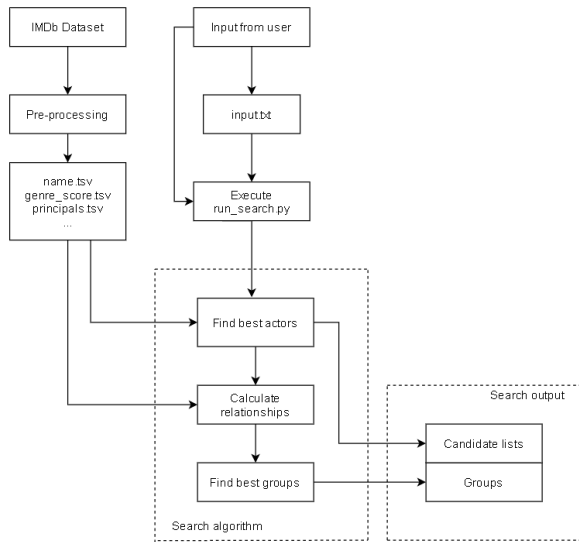 IMDb Dataset
Input from user
Pre-processing
input.txt
name.tsv
genre_score.tsv
principals.tsv
...
Execute
run_search.py
Find best actors
Calculate
relationships
Search output
Candidate lists
Find best groups
Groups
Search algorithm